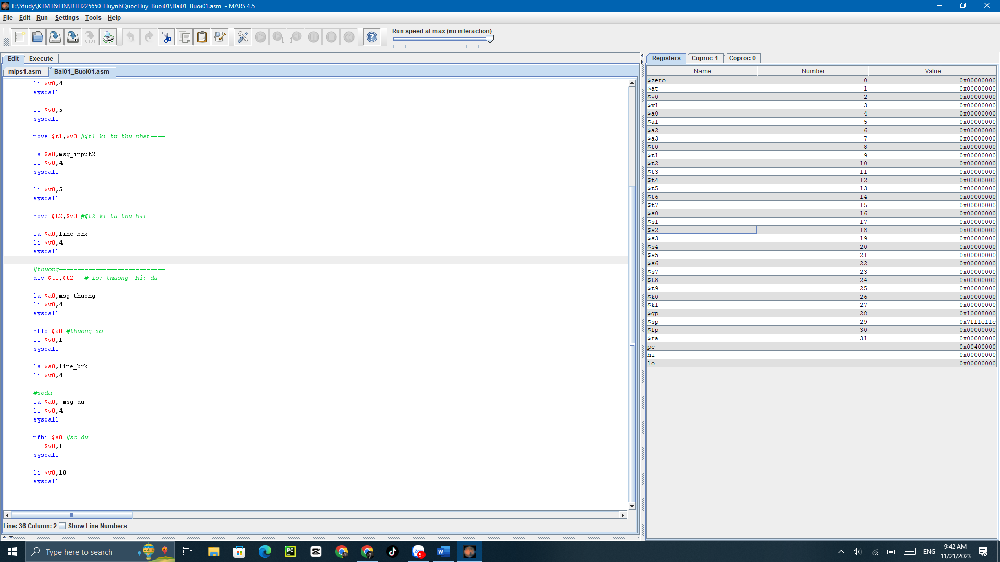 F:\Study\KTMT&HN\DTH225650_HuynhQuocHuy_Buoi01\Bai01_Buoi01.asm - MARS 4.5
File Edit Run Settings Tools Help
Run speed at max (no interaction)
Edit Execute
mips1.asm Bai01_Buoi01.asm
li $v0,4
syscall
li $v0,5
syscall
move $t1,$v0 #$t1 ki tu thu nhat----
la $a0,msg_input2
li $v0,4
syscall
li $v0,5
syscall
move $t2,$v0 #$t2 ki tu thu hai-----
la $a0,line_brk
li $v0,4
syscall
#thuong-----------------------------
div $t1,$t2 # lo: thuong hi: du
la $a0,msg_thuong
li $v0,4
syscall
mflo $a0 #thuong so
li $v0,1
syscall
la $a0,line_brk
li $v0,4
#sodu--------------------------------
la $a0, msg_du
li $v0,4
syscall
mfhi $a0 #so du
li $v0,1
syscall
li $v0,10
syscall
Line: 36 Column: 2 Show Line Numbers
Registers Coproc 1 Coproc 0
Name Number Value
$zero 0 0x00000000
$at 1 0x00000000
$v0 2 0x00000000
$v1 3 0x00000000
$a0 4 0x00000000
$a1 5 0x00000000
$a2 6 0x00000000
$a3 7 0x00000000
$t0 8 0x00000000
$t1 9 0x00000000
$t2 10 0x00000000
$t3 11 0x00000000
$t4 12 0x00000000
$t5 13 0x00000000
$t6 14 0x00000000
$t7 15 0x00000000
$s0 16 0x00000000
$s1 17 0x00000000
$s2 18 0x00000000
$s3 19 0x00000000
$s4 20 0x00000000
$s5 21 0x00000000
$s6 22 0x00000000
$s7 23 0x00000000
$t8 24 0x00000000
$t9 25 0x00000000
$k0 26 0x00000000
$k1 27 0x00000000
$gp 28 0x10008000
$sp 29 0x7fffeffc
$fp 30 0x00000000
$ra 31 0x00000000
pc 0x00400000
hi 0x00000000
lo 0x00000000
Type here to search
PC
Zalo
5+
W
ENG
9:42 AM
11/21/2023